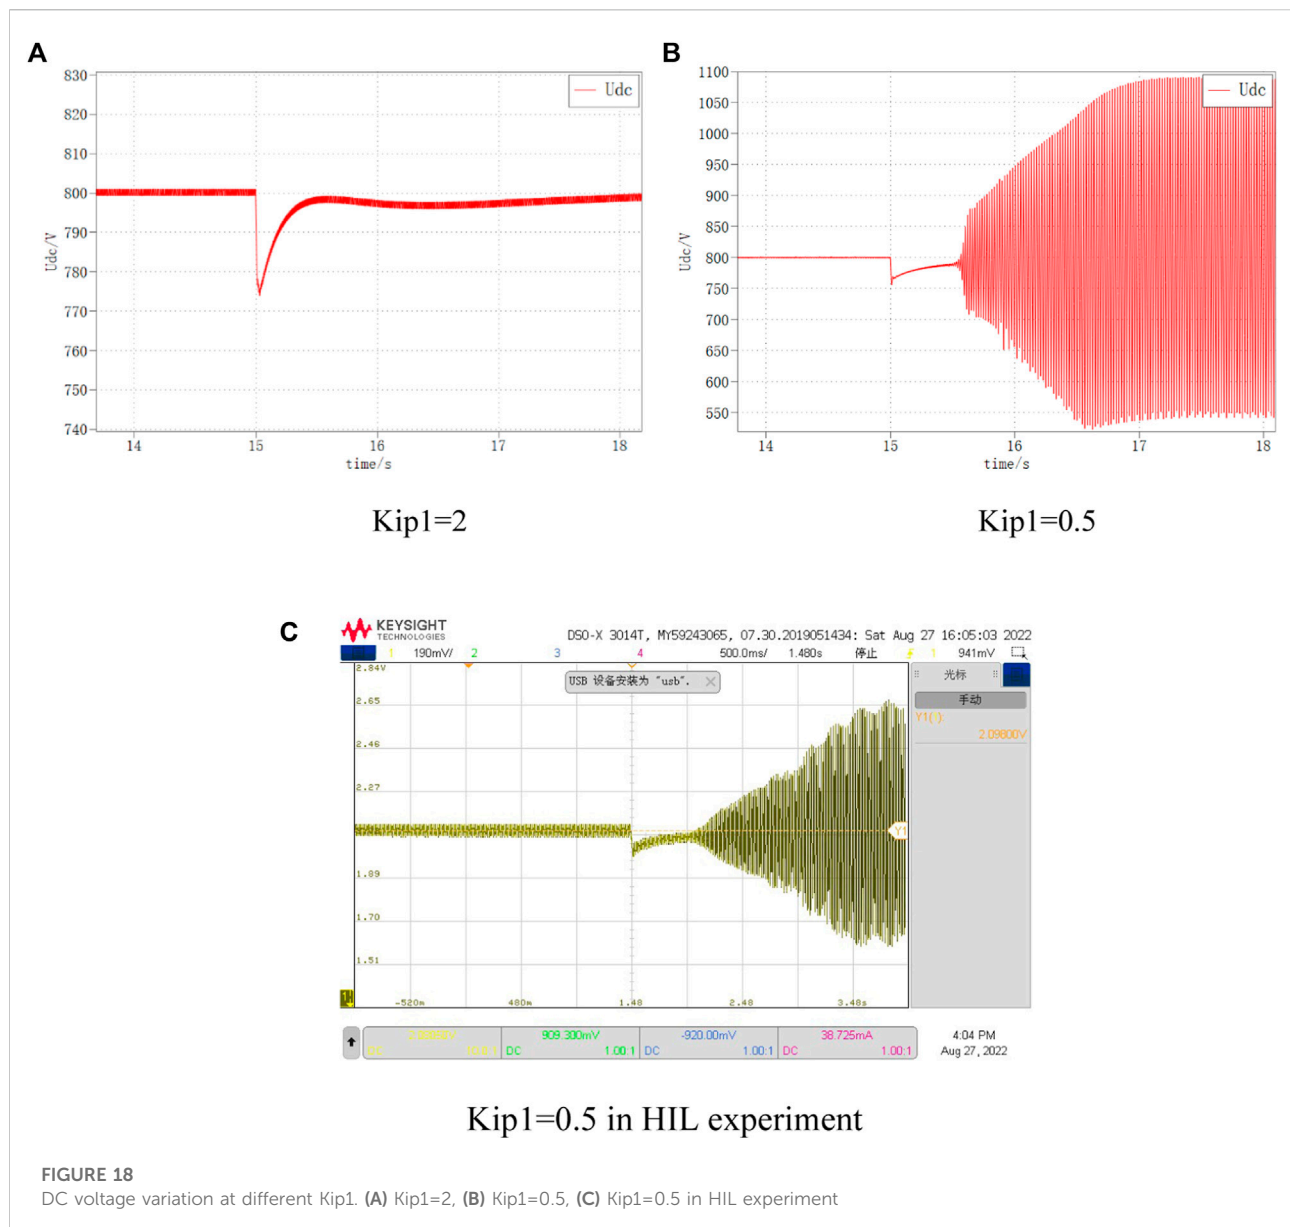 A
830
820
810
800
790
780
770
760
750
740
Udc/V
14
15
16
17
18
time/s
Udc
Kip1=2
B
1100
1050
1000
950
900
850
800
750
700
650
600
550
Udc/V
14
15
16
17
18
time/s
Udc
Kip1=0.5
C
KEYSIGHT
TECHNOLOGIES
DSO-X 3014T, MY59243065, 07.30.2019051434: Sat Aug 27 16:05:03 2022
1 190mV/ 2 3 4 500.0ms/ 1.480s 停止 1 941mV
USB 设备安装为 "usb".
2.84V
2.65
2.46
2.27
1.89
1.70
1.51
-520m 480m 1.48 2.48 3.48s
Y1
光标
手动
Y1( )
2.09800V
909.300mV -920.00mV 38.725mA
DC DC 1.00:1 DC 1.00:1 DC 1.00:1
4:04 PM
Aug 27, 2022
Kip1=0.5 in HIL experiment
FIGURE 18
DC voltage variation at different Kip1. (A) Kip1=2, (B) Kip1=0.5, (C) Kip1=0.5 in HIL experiment